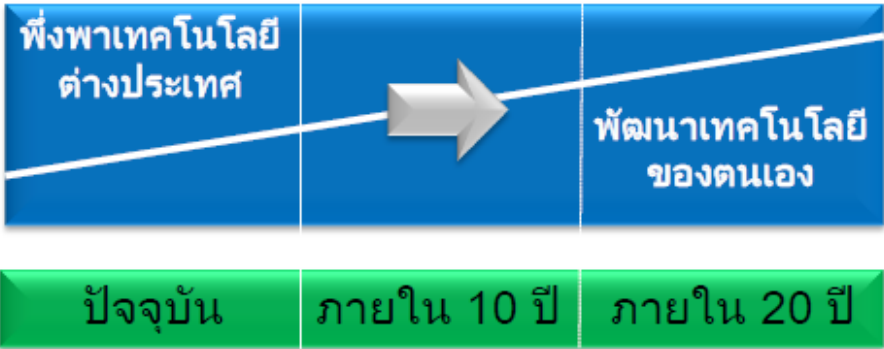 พึ่งพาเทคโนโลยี
ต่างประเทศ
พัฒนาเทคโนโลยี
ของตนเอง
ปัจจุบัน
ภายใน 10 ปี
ภายใน 20 ปี